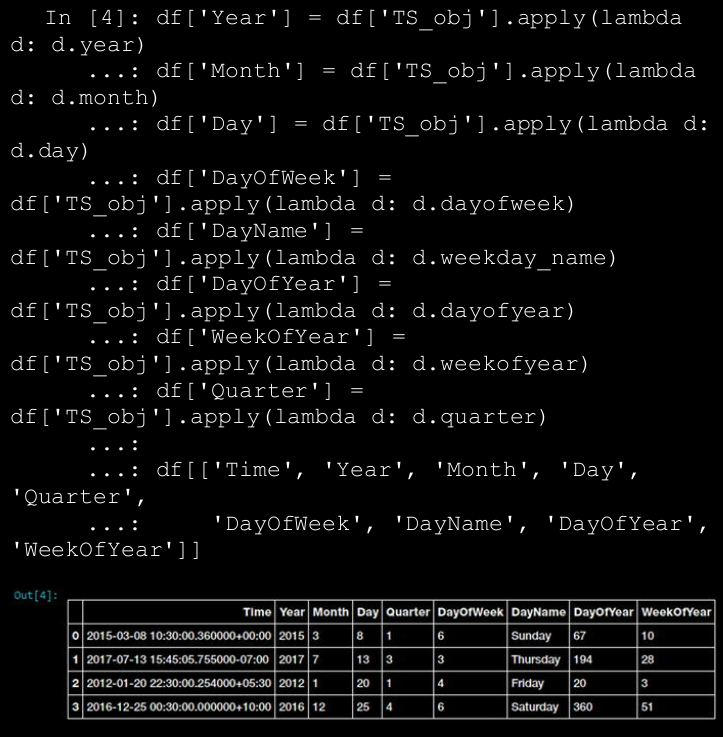 In [4]: df['Year'] = df['TS_obj'].apply(lambda
d: d.year)
...: df['Month'] = df['TS_obj'].apply(lambda
d: d.month)
...: df['Day'] = df['TS_obj'].apply(lambda d:
d.day)
...: df['DayOfWeek'] =
df['TS_obj'].apply(lambda d: d.dayofweek)
...: df['DayName'] =
df['TS_obj'].apply(lambda d: d.weekday_name)
...: df['DayOfYear'] =
df['TS_obj'].apply(lambda d: d.dayofyear)
...: df['WeekOfYear'] =
df['TS_obj'].apply(lambda d: d.weekofyear)
...: df['Quarter'] =
df['TS_obj'].apply(lambda d: d.quarter)
...:
...: df[['Time', 'Year', 'Month', 'Day',
'Quarter',
...: 'DayOfWeek', 'DayName', 'DayOfYear',
'WeekOfYear']]
Out[4]:
Time Year Month Day Quarter DayOfWeek DayName DayOfYear WeekOfYear
0 2015-03-08 10:30:00.360000+00:00 2015 3 8 1 6 Sunday 67 10
1 2017-07-13 15:45:05.755000-07:00 2017 7 13 3 3 Thursday 194 28
2 2012-01-20 22:30:00.254000+05:30 2012 1 20 1 4 Friday 20 3
3 2016-12-25 00:30:00.000000+10:00 2016 12 25 4 6 Saturday 360 51